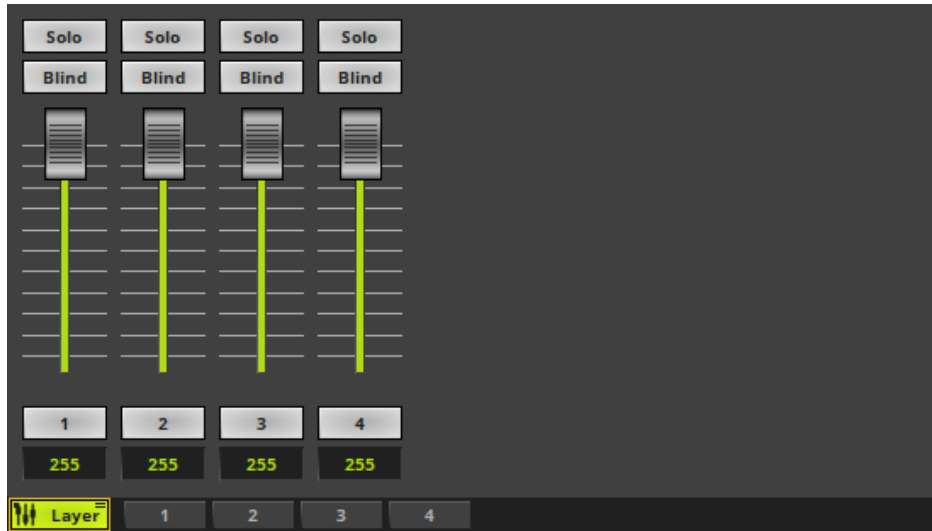 Solo Solo Solo Solo
Blind Blind Blind Blind
1 2 3 4
255 255 255 255
Layer 1 2 3 4